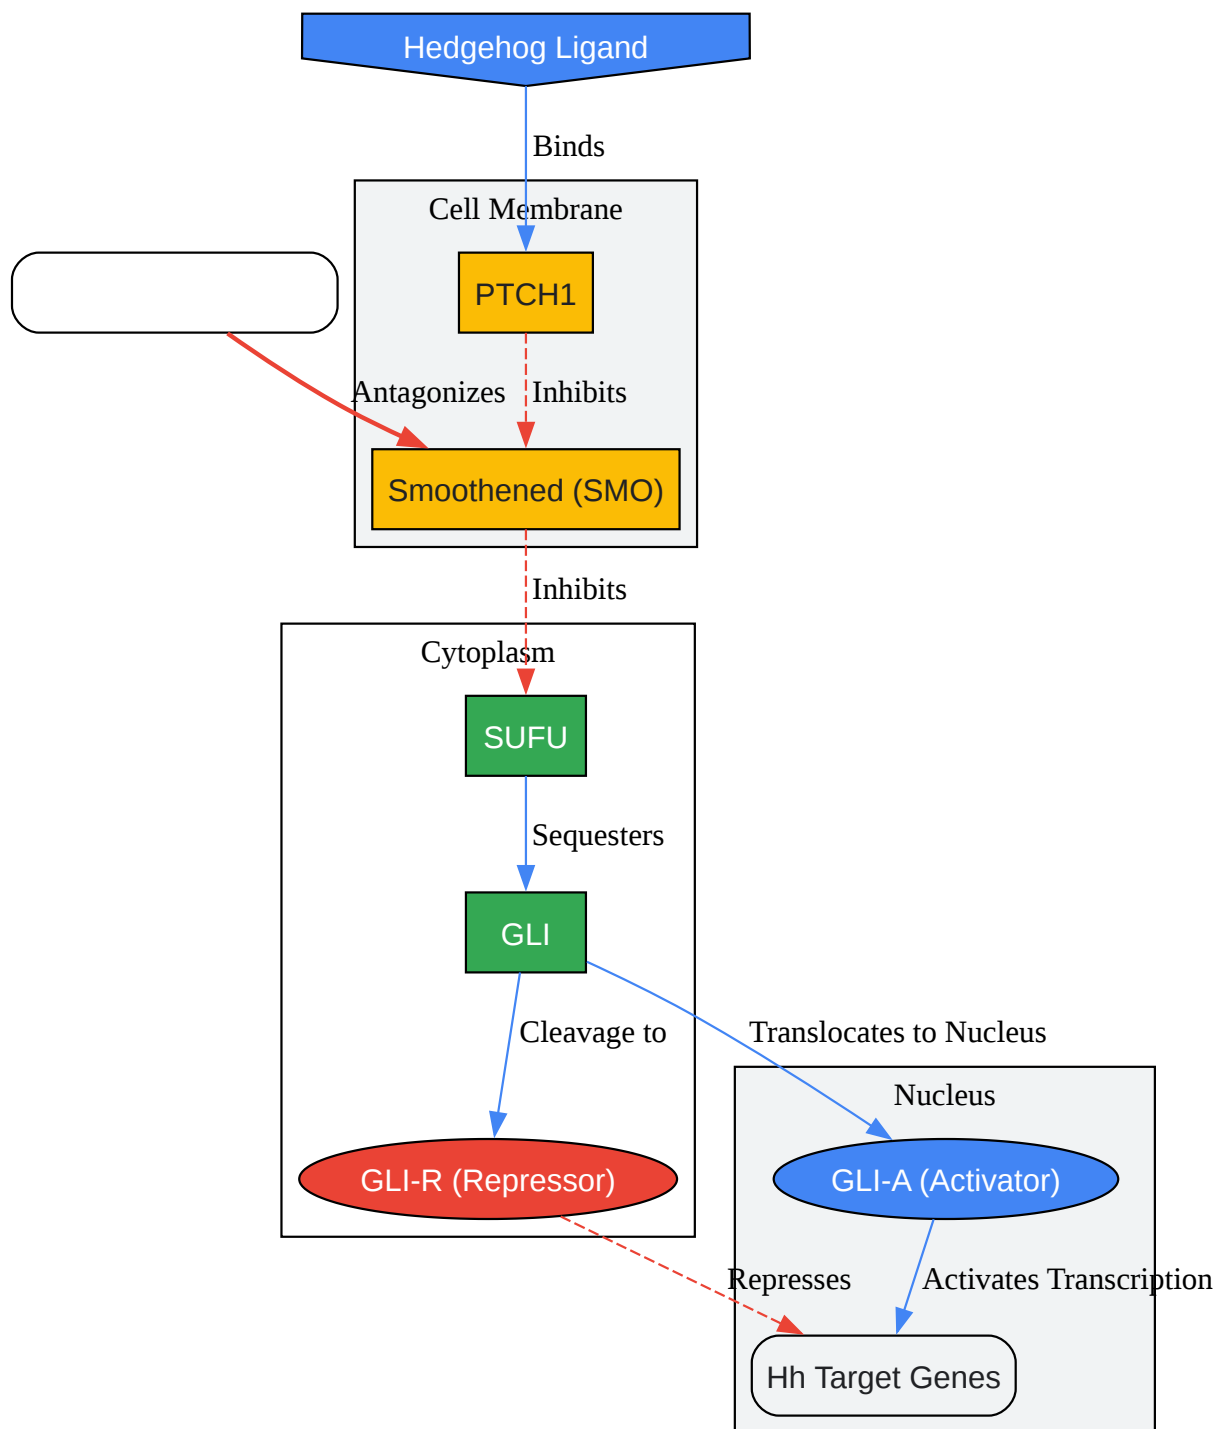 Hedgehog Ligand
Binds
Cell Membrane
PTCH1
Antagonizes
Inhibits
Smoothened (SMO)
Inhibits
Cytoplasm
SUFU
Sequesters
GLI
Cleavage to
Translocates to Nucleus
Nucleus
GLI-R (Repressor)
GLI-A (Activator)
Represses
Activates Transcription
Hh Target Genes